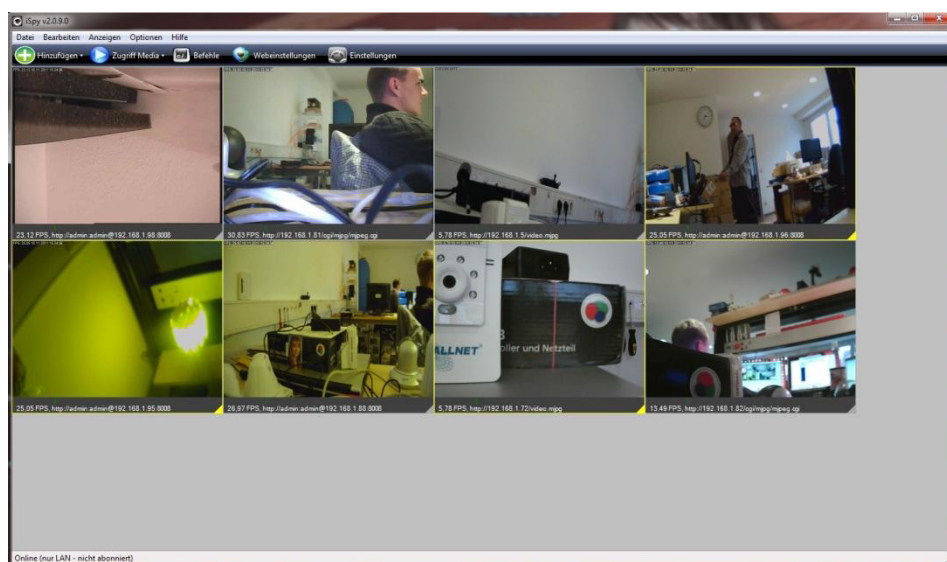 iSpy v2.0.9.0
Datei Bearbeiten Anzeigen Optionen Hilfe
Hinzufügen Zugriff Media Befehle Webeinstellungen Einstellungen
23,12 FPS, http://admin:admin@192.168.1.98:8008
30,83 FPS, http://192.168.1.81/cgi/mjpg/mjpeg.cgi
5,78 FPS, http://192.168.1.5/video.mjpg
25,05 FPS, http://admin:admin@192.168.1.96:8008
ALLNET
oller und Netzteil
25,05 FPS, http://admin:admin@192.168.1.95:8008
26,97 FPS, http://admin:admin@192.168.1.88:8008
5,78 FPS, http://192.168.1.72/video.mjpg
13,49 FPS, http://192.168.1.82/cgi/mjpg/mjpeg.cgi
Online (nur LAN - nicht abonniert)